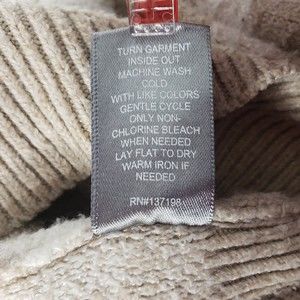 TURN GARMENT
INSIDE OUT
MACHINE WASH
COLD
WITH LIKE COLORS
GENTLE CYCLE
ONLY NON-
CHLORINE BLEACH
WHEN NEEDED
LAY FLAT TO DRY
WARM IRON IF
NEEDED
RN#137198